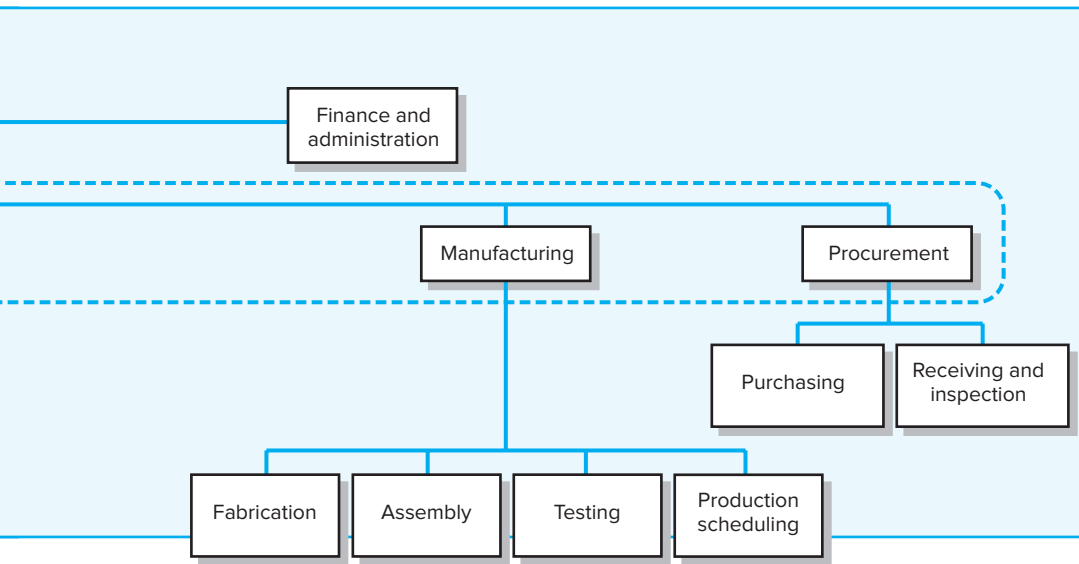 Finance and
administration
Manufacturing
Procurement
Purchasing
Receiving and
inspection
Fabrication
Assembly
Testing
Production
scheduling